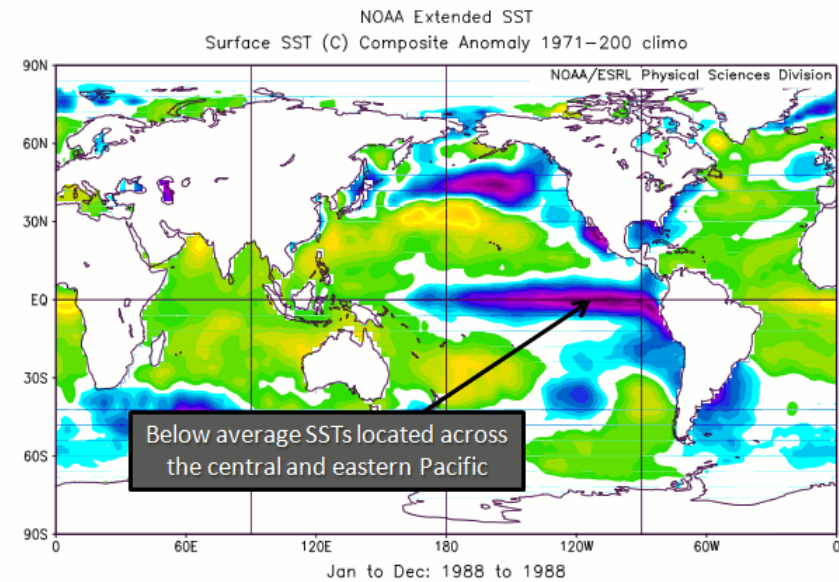 NOAA Extended SST
Surface SST (C) Composite Anomaly 1971-200 climo
NOAA/ESRL Physical Sciences Division
90N
60N
30N
EQ
30S
60S
90S
Below average SSTs located across
the central and eastern Pacific
0 60E 120E 180 120W 60W 0
Jan to Dec: 1988 to 1988